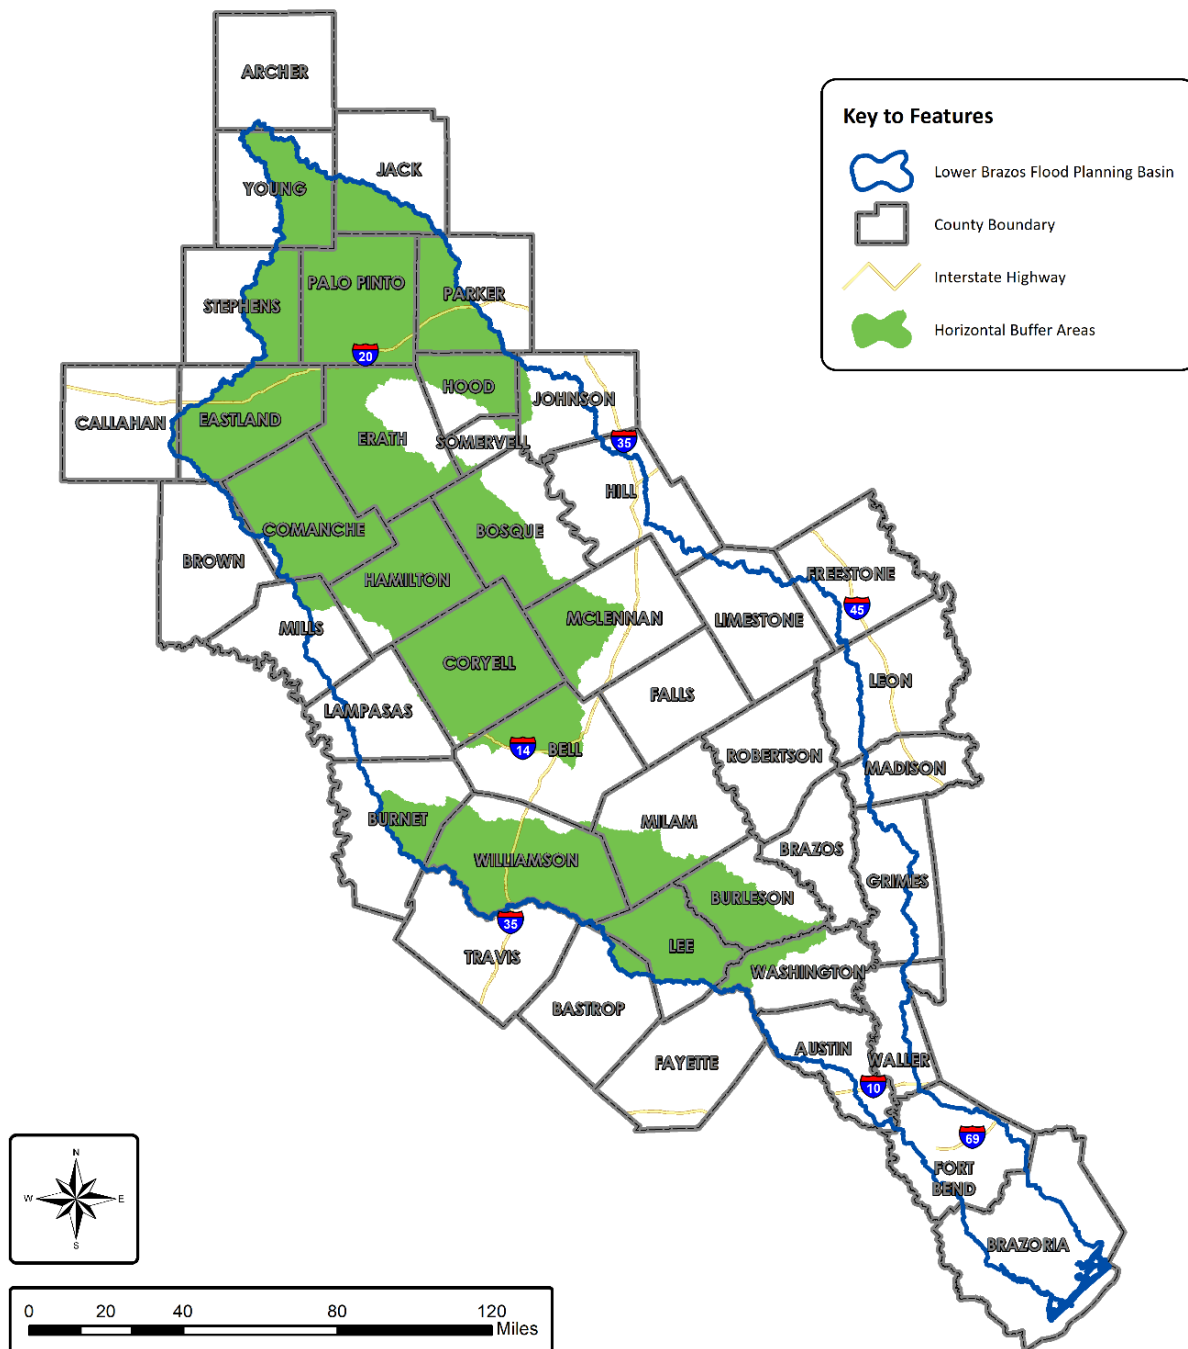 ARCHER
Key to Features
JACK
Lower Brazos Flood Planning Basin
YOUNG
County Boundary
PALO PINTO
Interstate Highway
PARKER
STEPHENS
Horizontal Buffer Areas
20
HOOD
JOHNSON
CALLAHAN
EASTLAND
ERATH
SOMERVELL
35
HILL
COMANCHE
BOSQUE
BROWN
HAMILTON
FREESTONE
45
MILLS
MCLENNAN
LIMESTONE
CORYELL
LEON
FALLS
LAMPASAS
14
BELL
ROBERTSON
MADISON
BURNET
MILAM
WILLIAMSON
BRAZOS
GRIMES
BURLESON
35
LEE
TRAVIS
WASHINGTON
BASTROP
AUSTIN
FAYETTE
WALLER
10
69
FORT
BEND
BRAZORIA
N
W
E
S
0 20 40 80 120
Miles